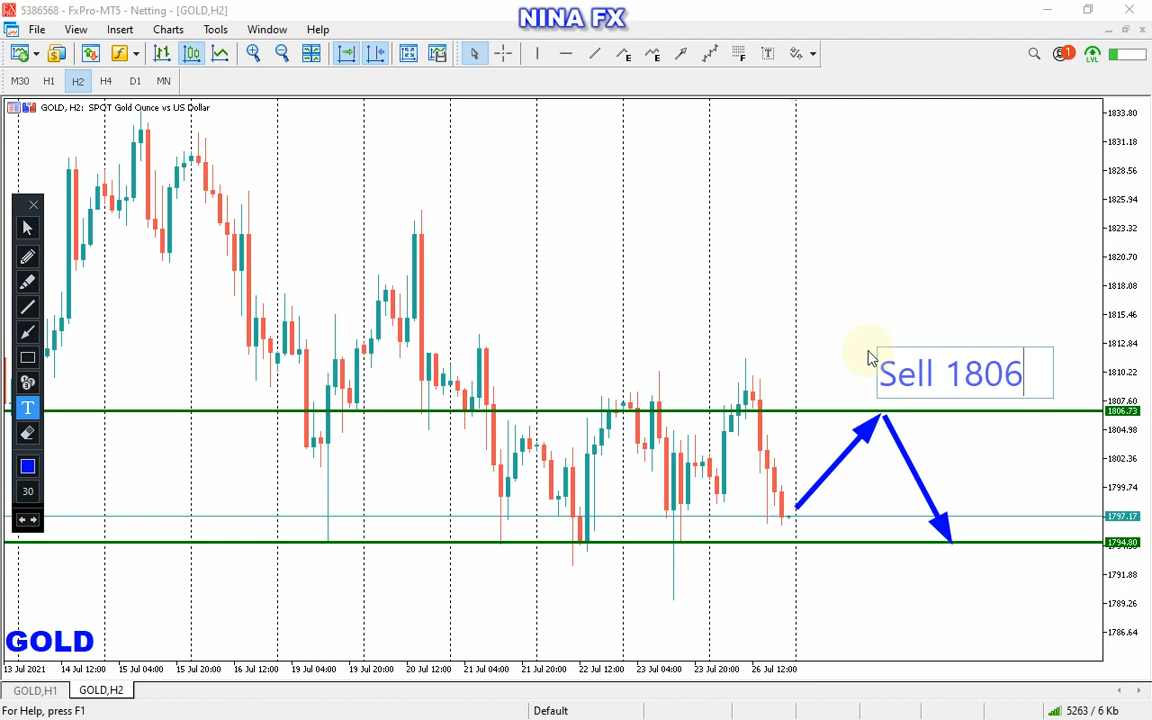 5386568 - FxPro-MT5 - Netting - [GOLD,H2]
NINA FX
File View Insert Charts Tools Window Help
1
LVL
M30 H1 H2 H4 D1 MN
GOLD, H2: SPOT Gold Ounce vs US Dollar
1833.80
1831.18
1828.56
1825.94
1823.32
1820.70
1818.08
1815.46
1812.84
1810.22
1807.60
1806.73
1804.98
1802.36
1799.74
1797.17
1794.80
1791.88
1789.26
1786.64
Sell 1806
T
30
GOLD
13 Jul 2021 14 Jul 12:00 15 Jul 04:00 15 Jul 20:00 16 Jul 12:00 19 Jul 04:00 19 Jul 20:00 20 Jul 12:00 21 Jul 04:00 21 Jul 20:00 22 Jul 12:00 23 Jul 04:00 23 Jul 20:00 26 Jul 12:00
GOLD,H1 GOLD,H2
For Help, press F1 Default 5263 / 6 Kb